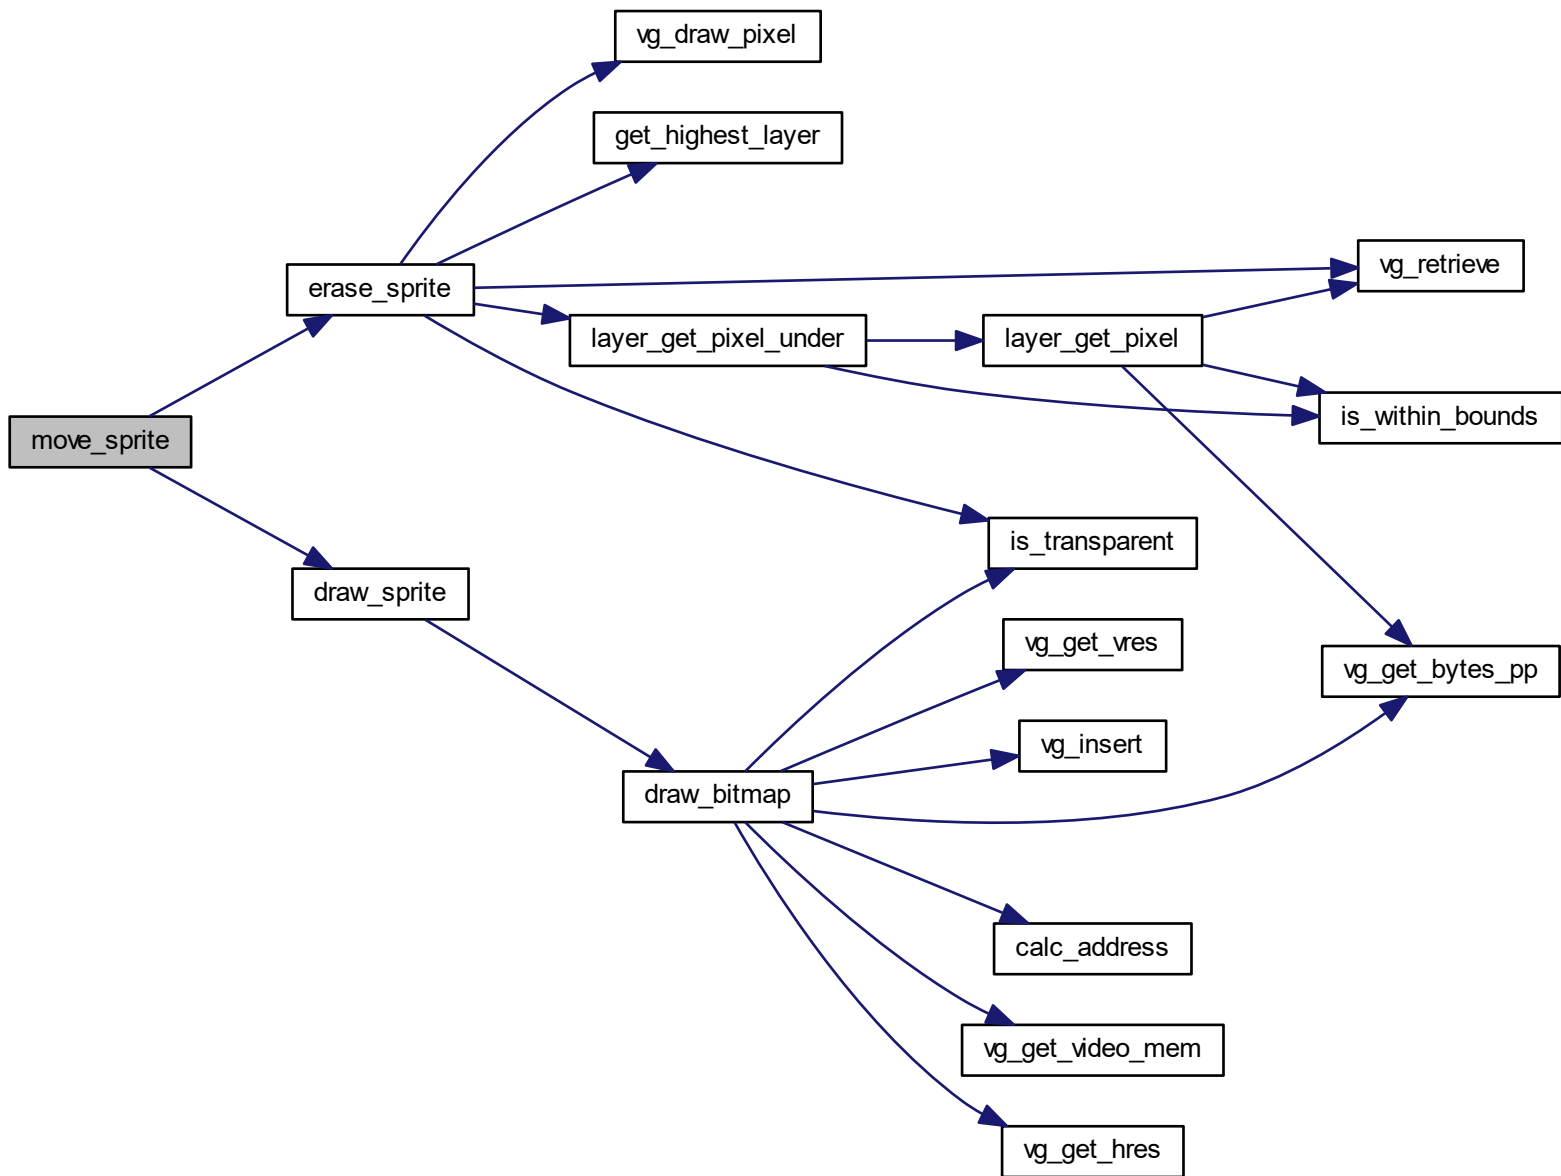 vg_draw_pixel
get_highest_layer
vg_retrieve
erase_sprite
layer_get_pixel_under
layer_get_pixel
is_within_bounds
move_sprite
is_transparent
draw_sprite
vg_get_vres
vg_get_bytes_pp
vg_insert
draw_bitmap
calc_address
vg_get_video_mem
vg_get_hres